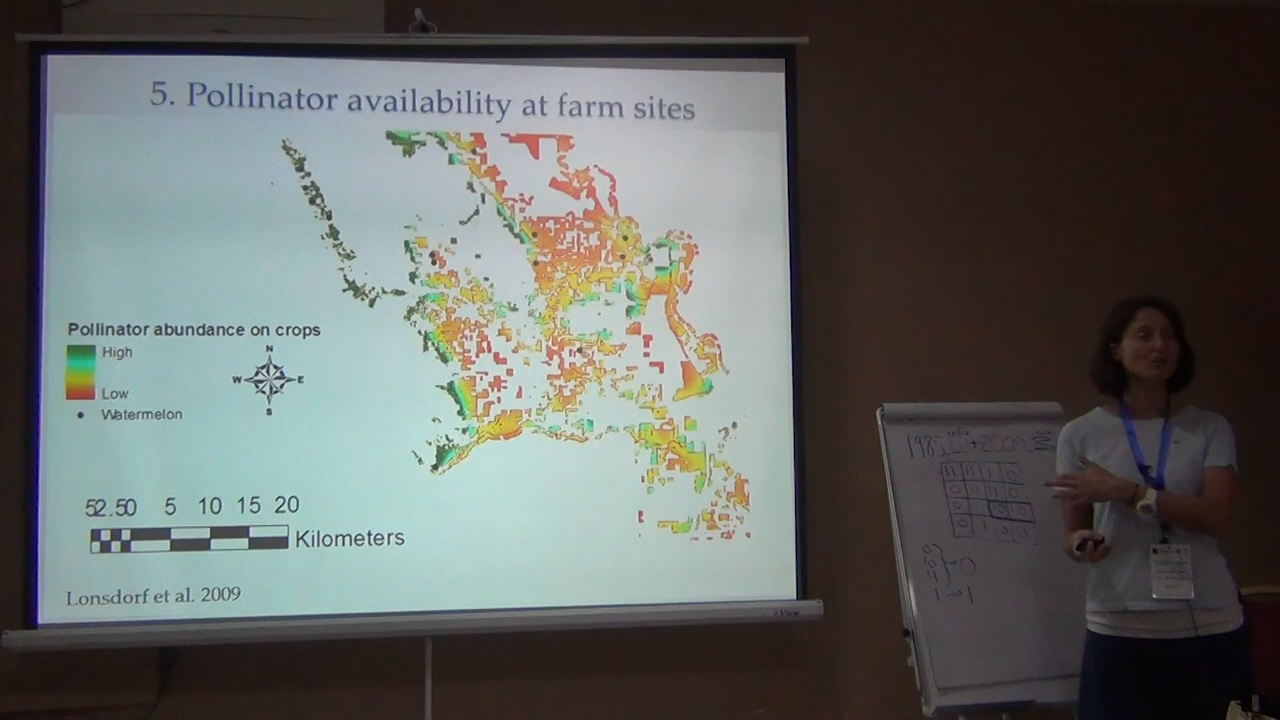 5. Pollinator availability at farm sites
Pollinator abundance on crops
High
Low
Watermelon
N
W E
S
52.50 5 10 15 20
Kilometers
Lonsdorf et al. 2009